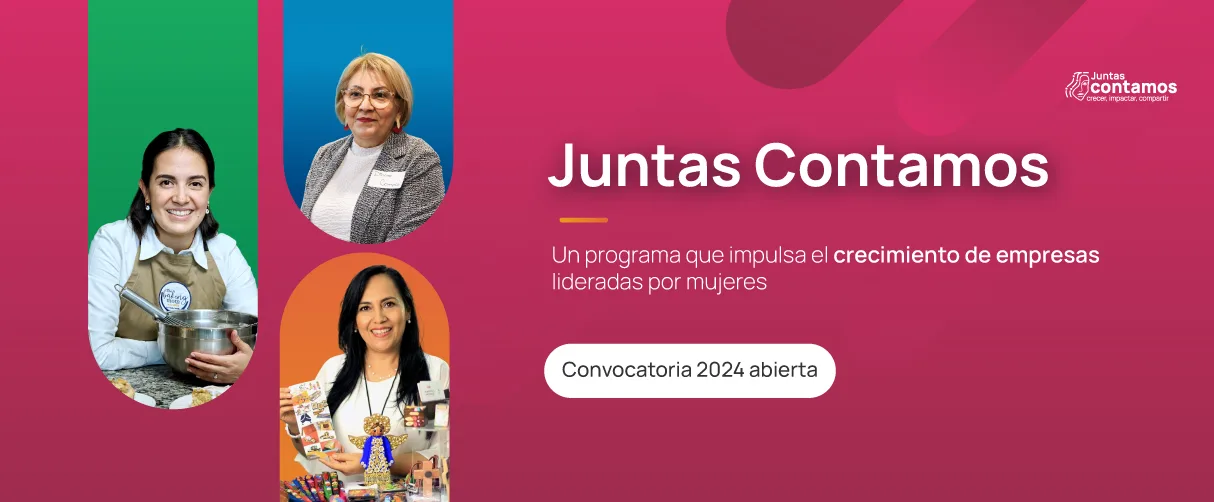 Juntas
contamos
crecer, impactar, compartir
Juntas Contamos
Un programa que impulsa el crecimiento de empresas
lideradas por mujeres
Convocatoria 2024 abierta
baking